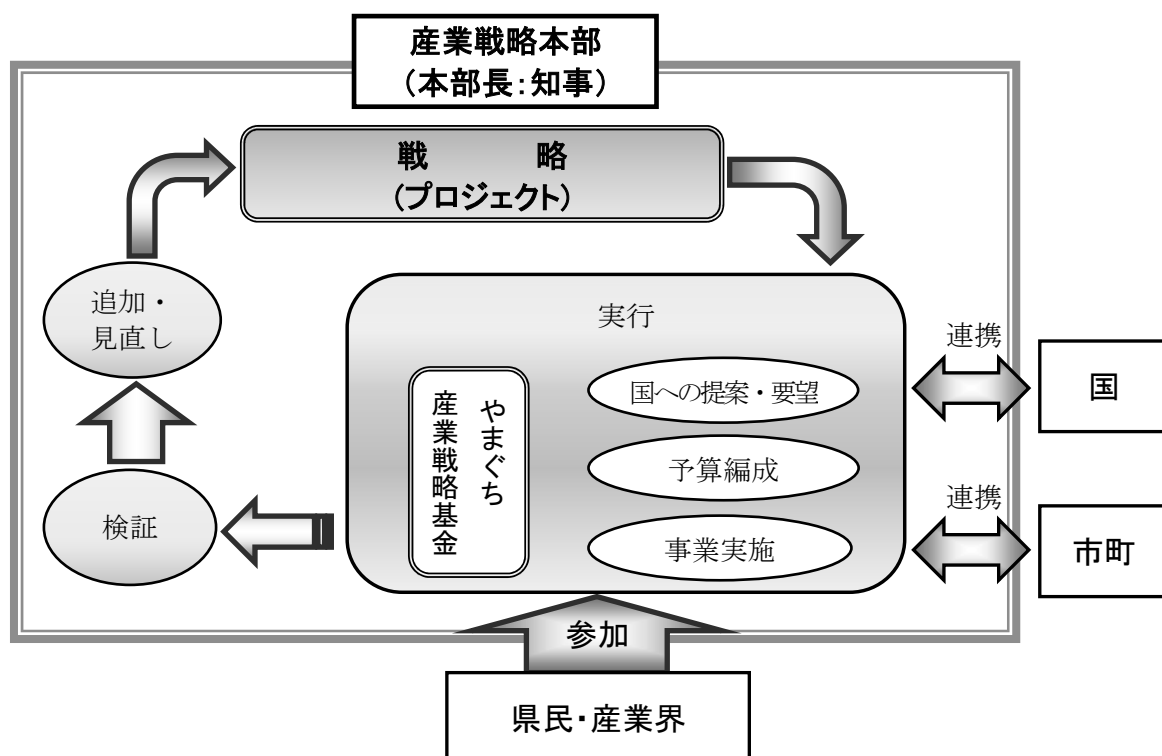 産業戦略本部
(本部長:知事)
戦　　略
(プロジェクト)
追加・
見直し
実行
連携
国
国への提案・要望
やまぐち
産業戦略基金
予算編成
連携
市町
検証
事業実施
参加
県民・産業界